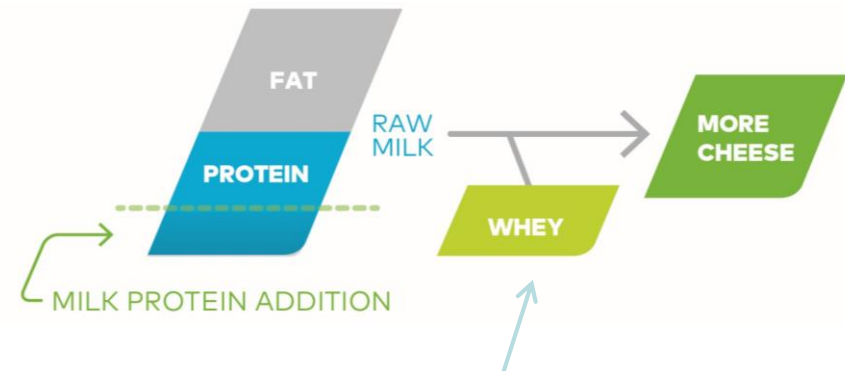 FAT
PROTEIN
RAW
MILK
MORE
CHEESE
WHEY
MILK PROTEIN ADDITION